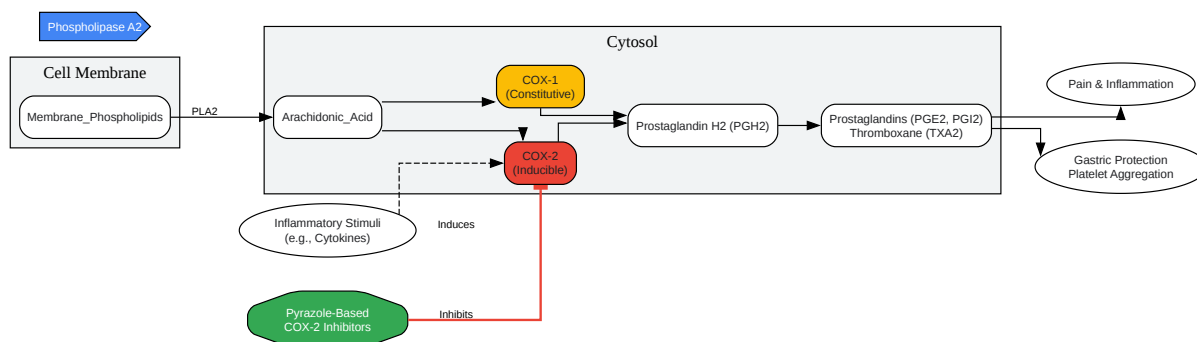 Phospholipase A2
Cell Membrane
Membrane_Phospholipids
PLA2
Cytosol
Arachidonic_Acid
COX-1
(Constitutive)
COX-2
(Inducible)
Prostaglandin H2 (PGH2)
Prostaglandins (PGE2, PGI2)
Thromboxane (TXA2)
Pain & Inflammation
Gastric Protection
Platelet Aggregation
Inflammatory Stimuli
(e.g., Cytokines)
Induces
Pyrazole-Based
COX-2 Inhibitors
Inhibits